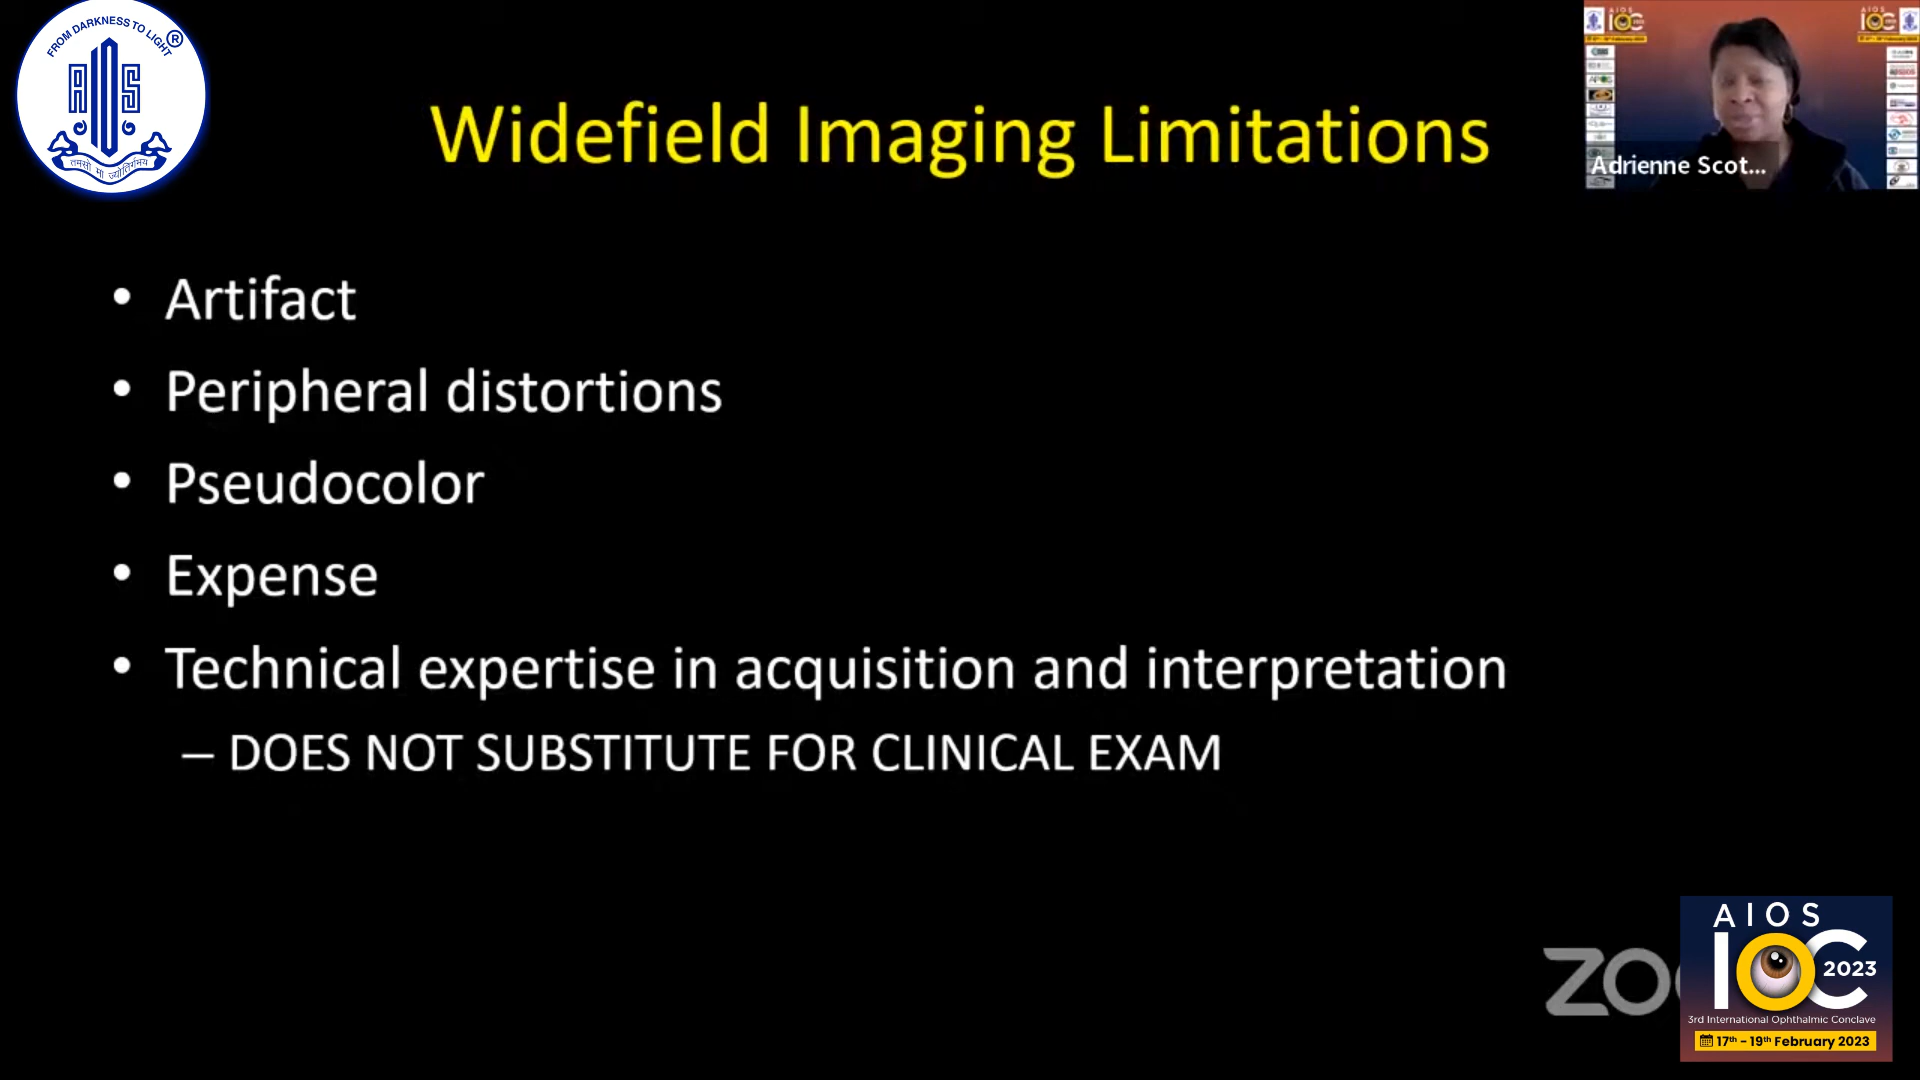 FROM DARKNESS TO LIGHT
®
AIOS
तमसो मा ज्योतिर्गमय
Widefield Imaging Limitations
Adrienne Scot...
• Artifact
• Peripheral distortions
• Pseudocolor
• Expense
• Technical expertise in acquisition and interpretation
– DOES NOT SUBSTITUTE FOR CLINICAL EXAM
zo
AIOS
IOC 2023
3rd International Ophthalmic Conclave
17th - 19th February 2023